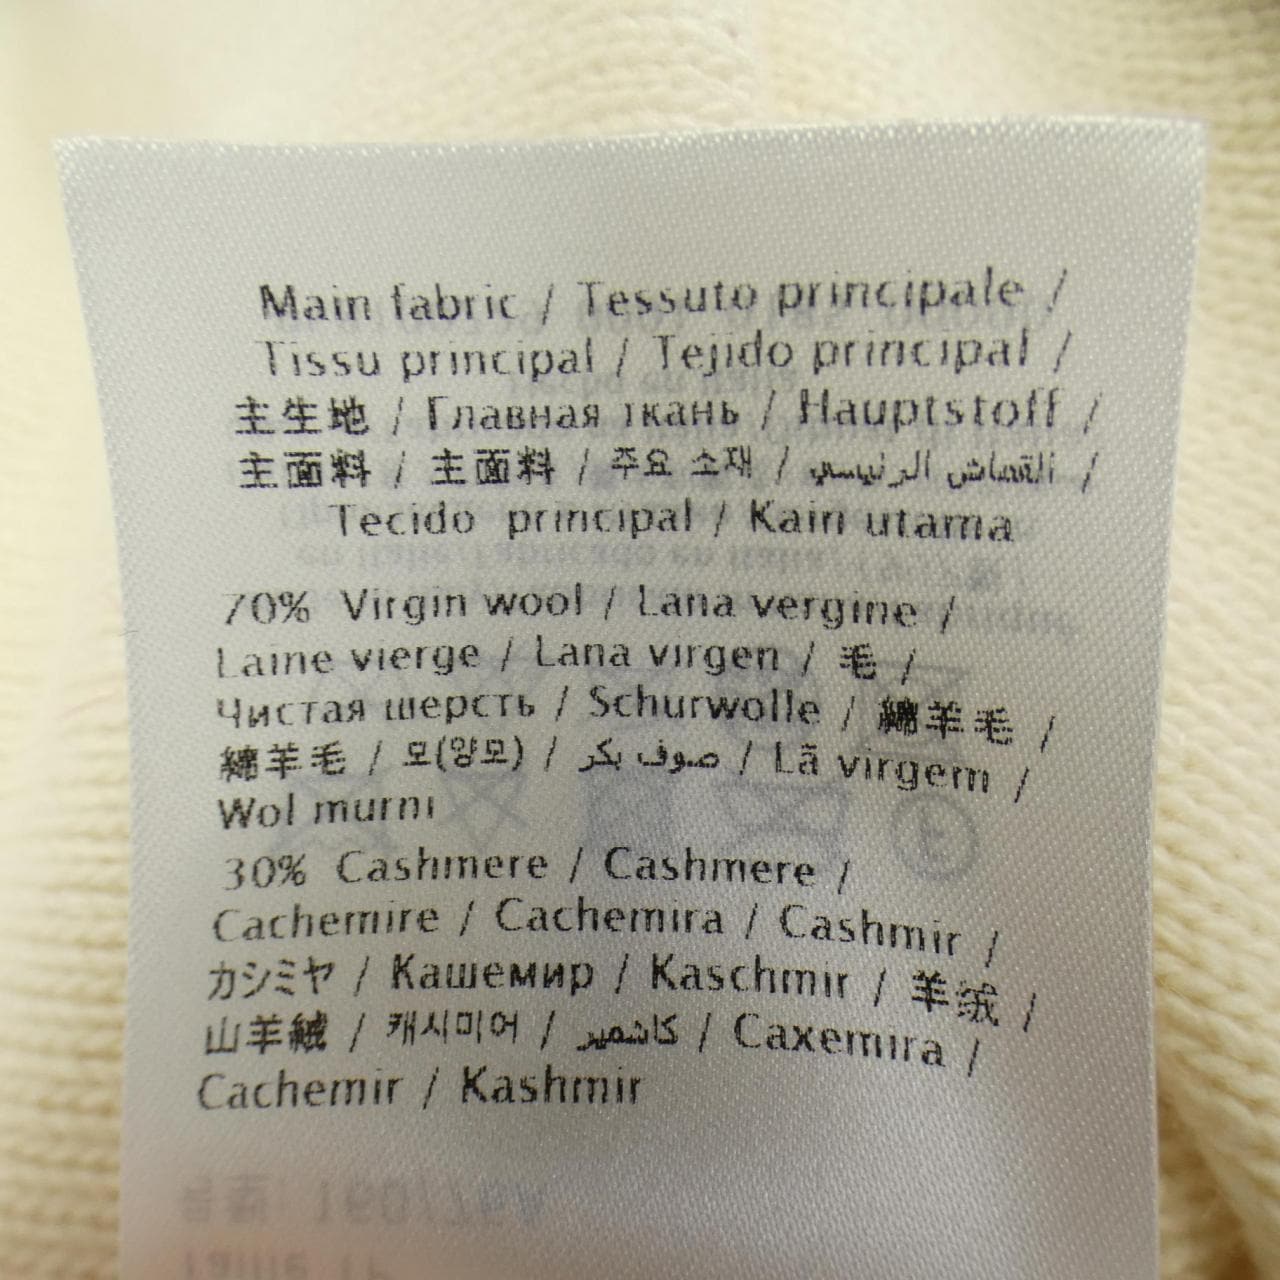 Main fabric / Tessuto principale /
Tissu principal / Tejido principal /
主生地 / Главная ткань / Hauptstoff /
主面料 / 主面料 / 주요 소재 / القماش الرئيسي /
Tecido principal / Kain utama
70% Virgin wool / Lana vergine /
Laine vierge / Lana virgen / 毛 /
Чистая шерсть / Schurwolle / 綿羊毛 /
綿羊毛 / 모(양모) / صوف بكر / Lã virgem /
Wol murni
30% Cashmere / Cashmere /
Cachemire / Cachemira / Cashmir /
カシミヤ / Кашемир / Kaschmir / 羊绒 /
山羊絨 / 캐시미어 / كاشمير / Caxemira /
Cachemir / Kashmir
160/76A